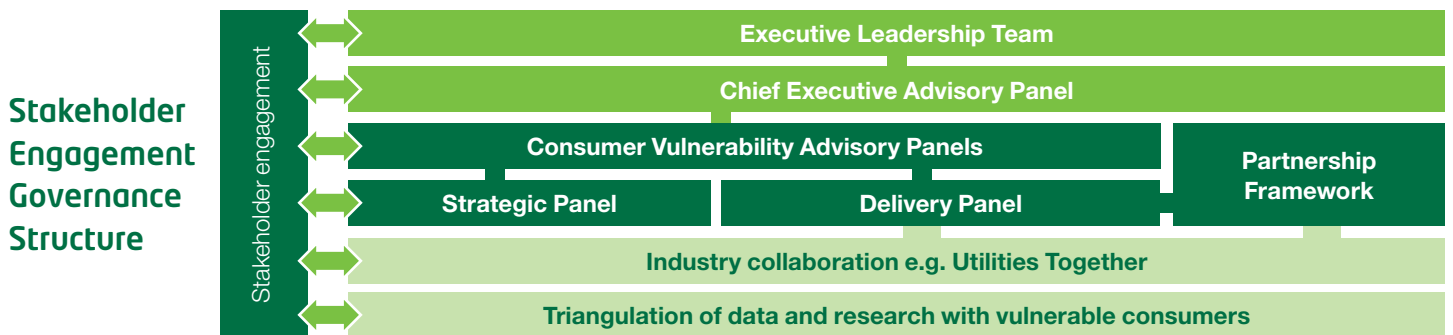 Stakeholder
Engagement
Governance
Structure
Stakeholder engagement
Executive Leadership Team
Chief Executive Advisory Panel
Consumer Vulnerability Advisory Panels
Partnership
Framework
Strategic Panel
Delivery Panel
Industry collaboration e.g. Utilities Together
Triangulation of data and research with vulnerable consumers